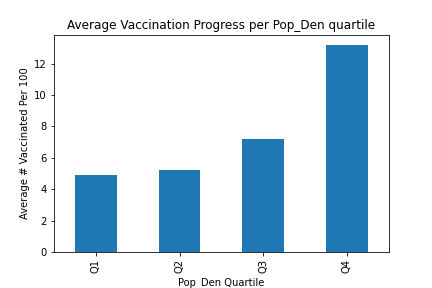 Average Vaccination Progress per Pop_Den quartile
Average # Vaccinated Per 100
12
10
8
6
4
2
0
Q1
Q2
Q3
Q4
Pop_Den Quartile